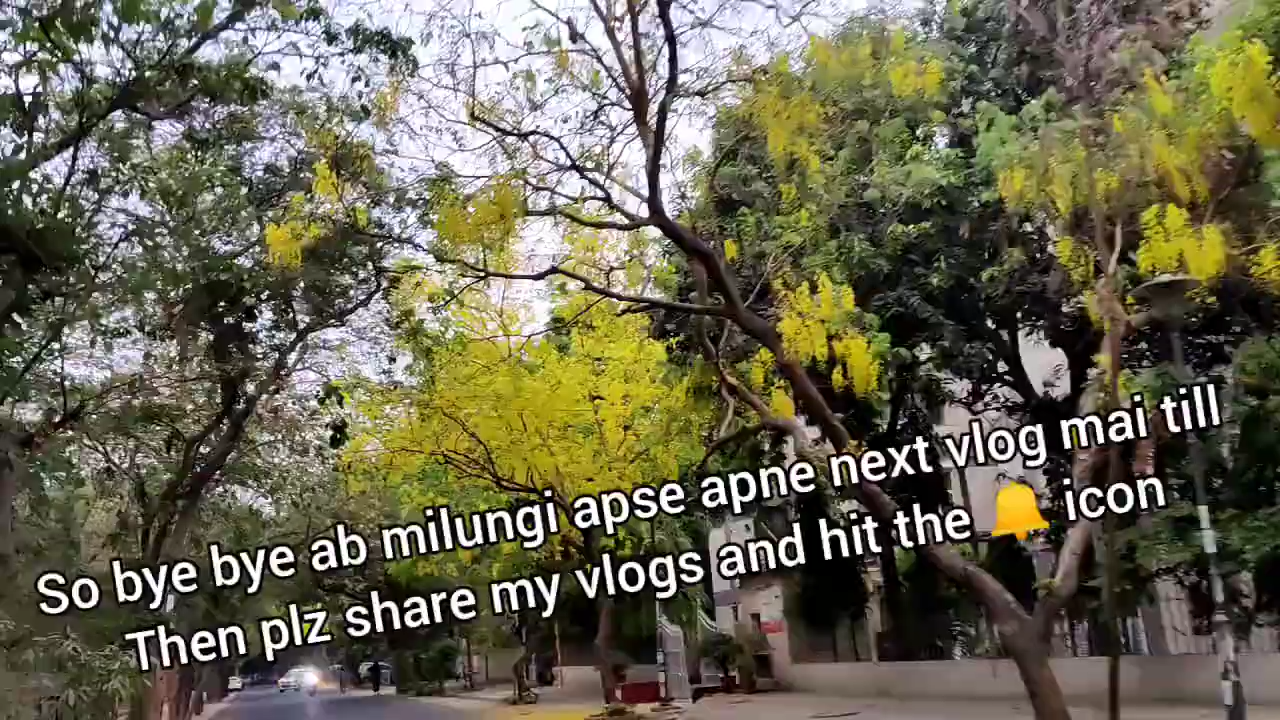 So bye bye ab milungi apse apne next vlog mai till
Then plz share my vlogs and hit the 🔔 icon